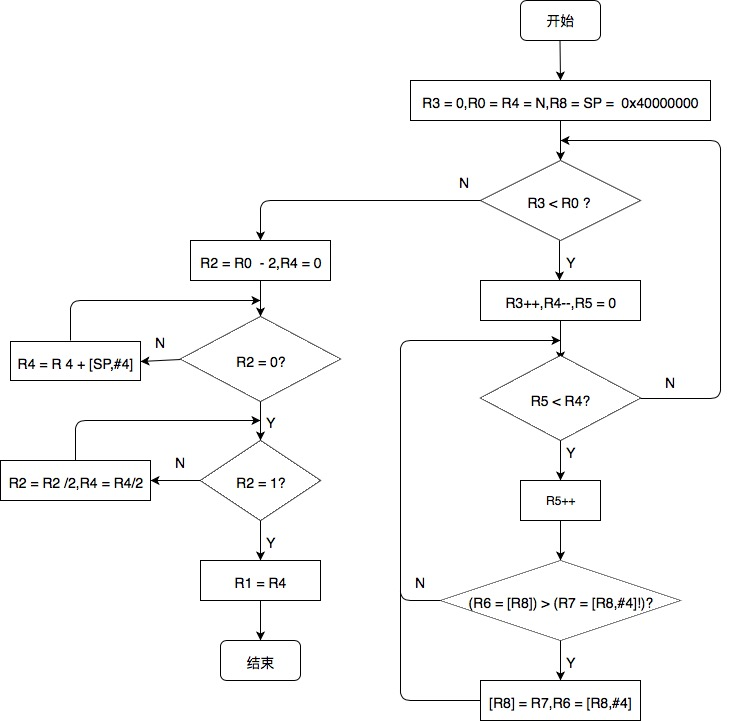 开始
R3 = 0,R0 = R4 = N,R8 = SP = 0x40000000
R3 < R0 ?
N
Y
R2 = R0 - 2,R4 = 0
R3++,R4--,R5 = 0
R2 = 0?
N
R4 = R 4 + [SP,#4]
Y
R5 < R4?
N
Y
R2 = 1?
N
R2 = R2 /2,R4 = R4/2
Y
R5++
R1 = R4
(R6 = [R8]) > (R7 = [R8,#4]!)?
N
Y
结束
[R8] = R7,R6 = [R8,#4]